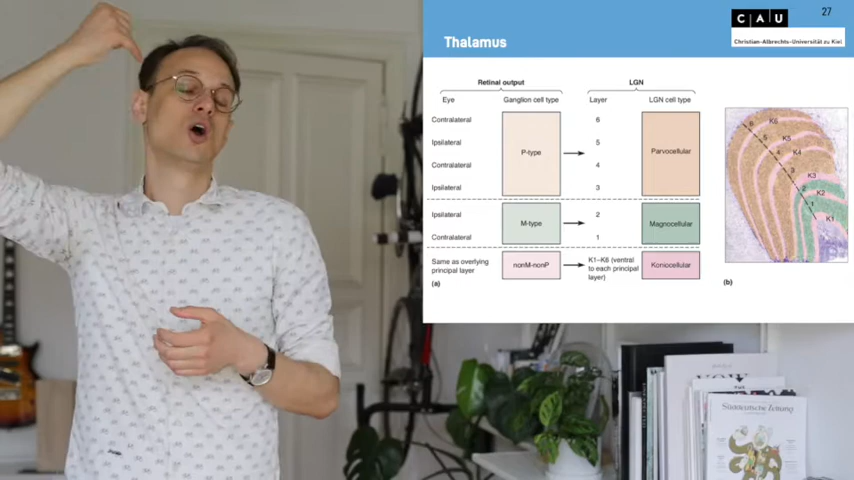 CAU
27
Christian-Albrechts-Universität zu Kiel
Thalamus
Retinal output
LGN
Eye
Ganglion cell type
Layer
LGN cell type
Contralateral
6
Ipsilateral
5
P-type
Parvocellular
Contralateral
4
Ipsilateral
3
Ipsilateral
2
M-type
Magnocellular
Contralateral
1
Same as overlying
principal layer
nonM-nonP
K1–K6 (ventral
to each principal
layer)
Koniocellular
(a)
6
K6
5
K5
4
K4
3
K3
2
K2
1
K1
(b)
Süddeutsche Zeitung